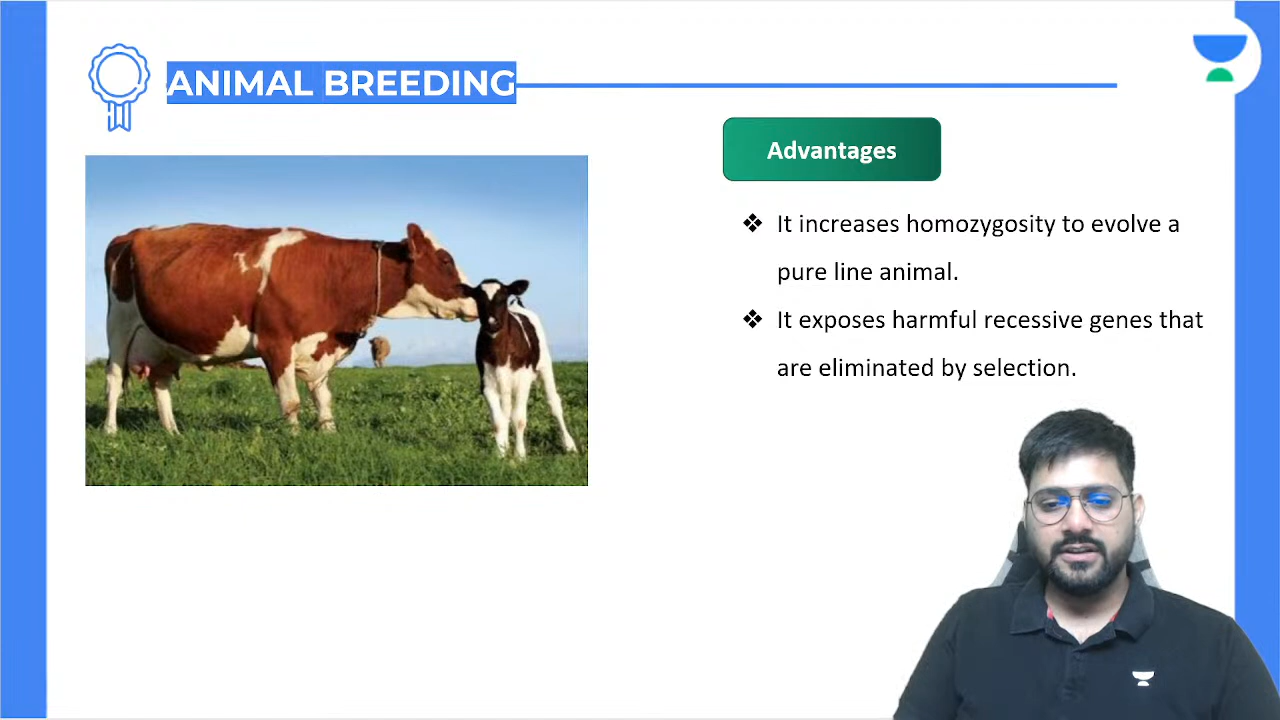 ANIMAL BREEDING
Advantages
❖ It increases homozygosity to evolve a
pure line animal.
❖ It exposes harmful recessive genes that
are eliminated by selection.